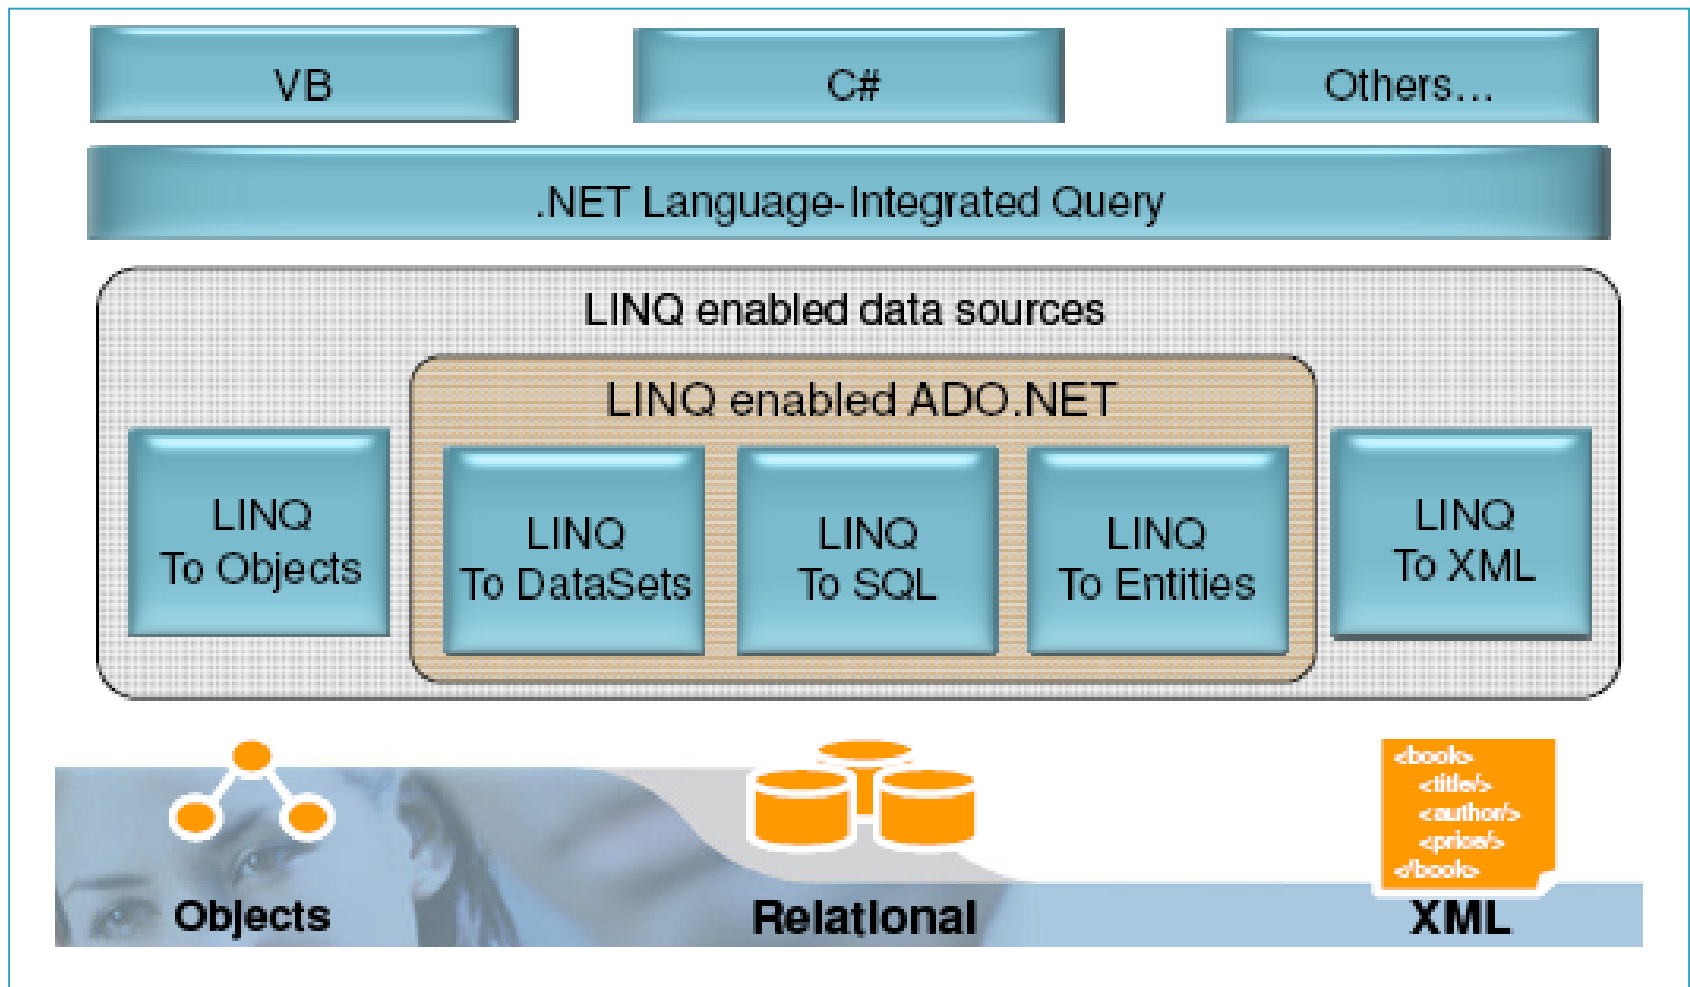 VB
C#
Others...
.NET Language-Integrated Query
LINQ enabled data sources
LINQ enabled ADO.NET
LINQ
To Objects
LINQ
To DataSets
LINQ
To SQL
LINQ
To Entities
LINQ
To XML
<book>
<title/>
<author/>
<price/>
</book>
Objects
Relational
XML